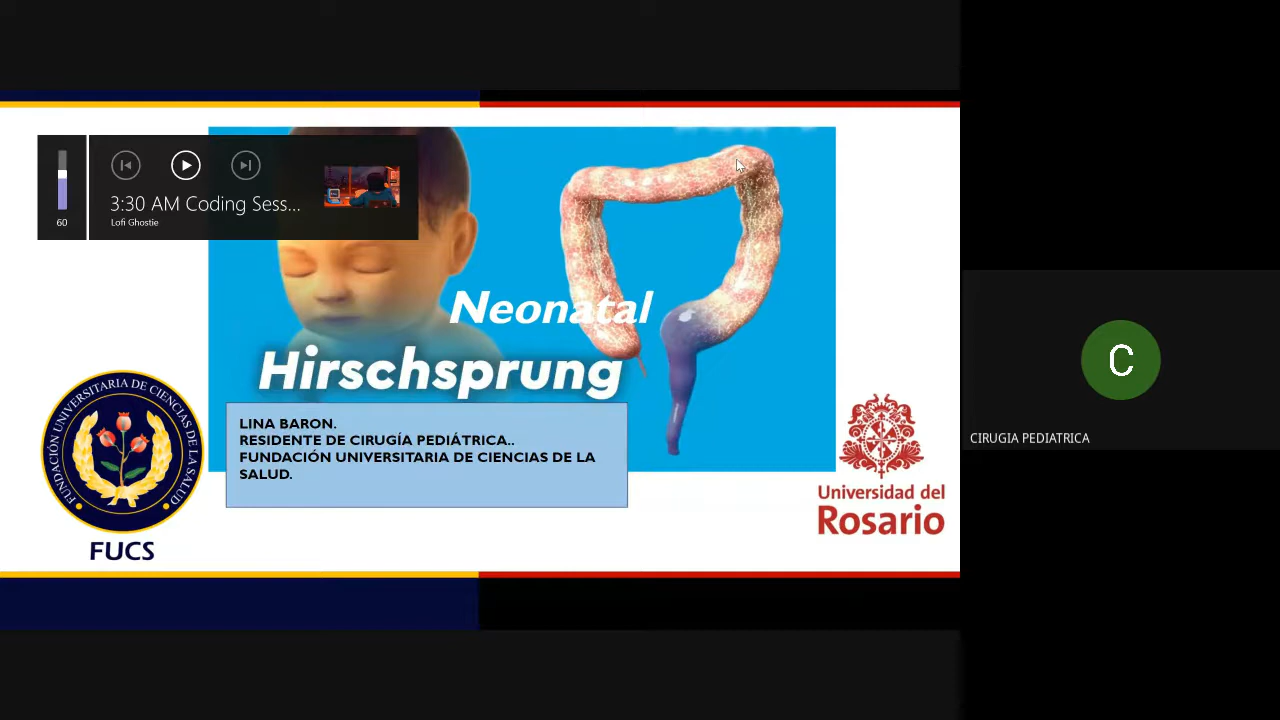 3:30 AM Coding Sess...
Lofi Ghostie
60
Neonatal
Hirschsprung
LINA BARON.
RESIDENTE DE CIRUGÍA PEDIÁTRICA..
FUNDACIÓN UNIVERSITARIA DE CIENCIAS DE LA
SALUD.
FUNDACIÓN UNIVERSITARIA DE CIENCIAS DE LA SALUD
FUCS
Universidad del
Rosario
C
CIRUGIA PEDIATRICA